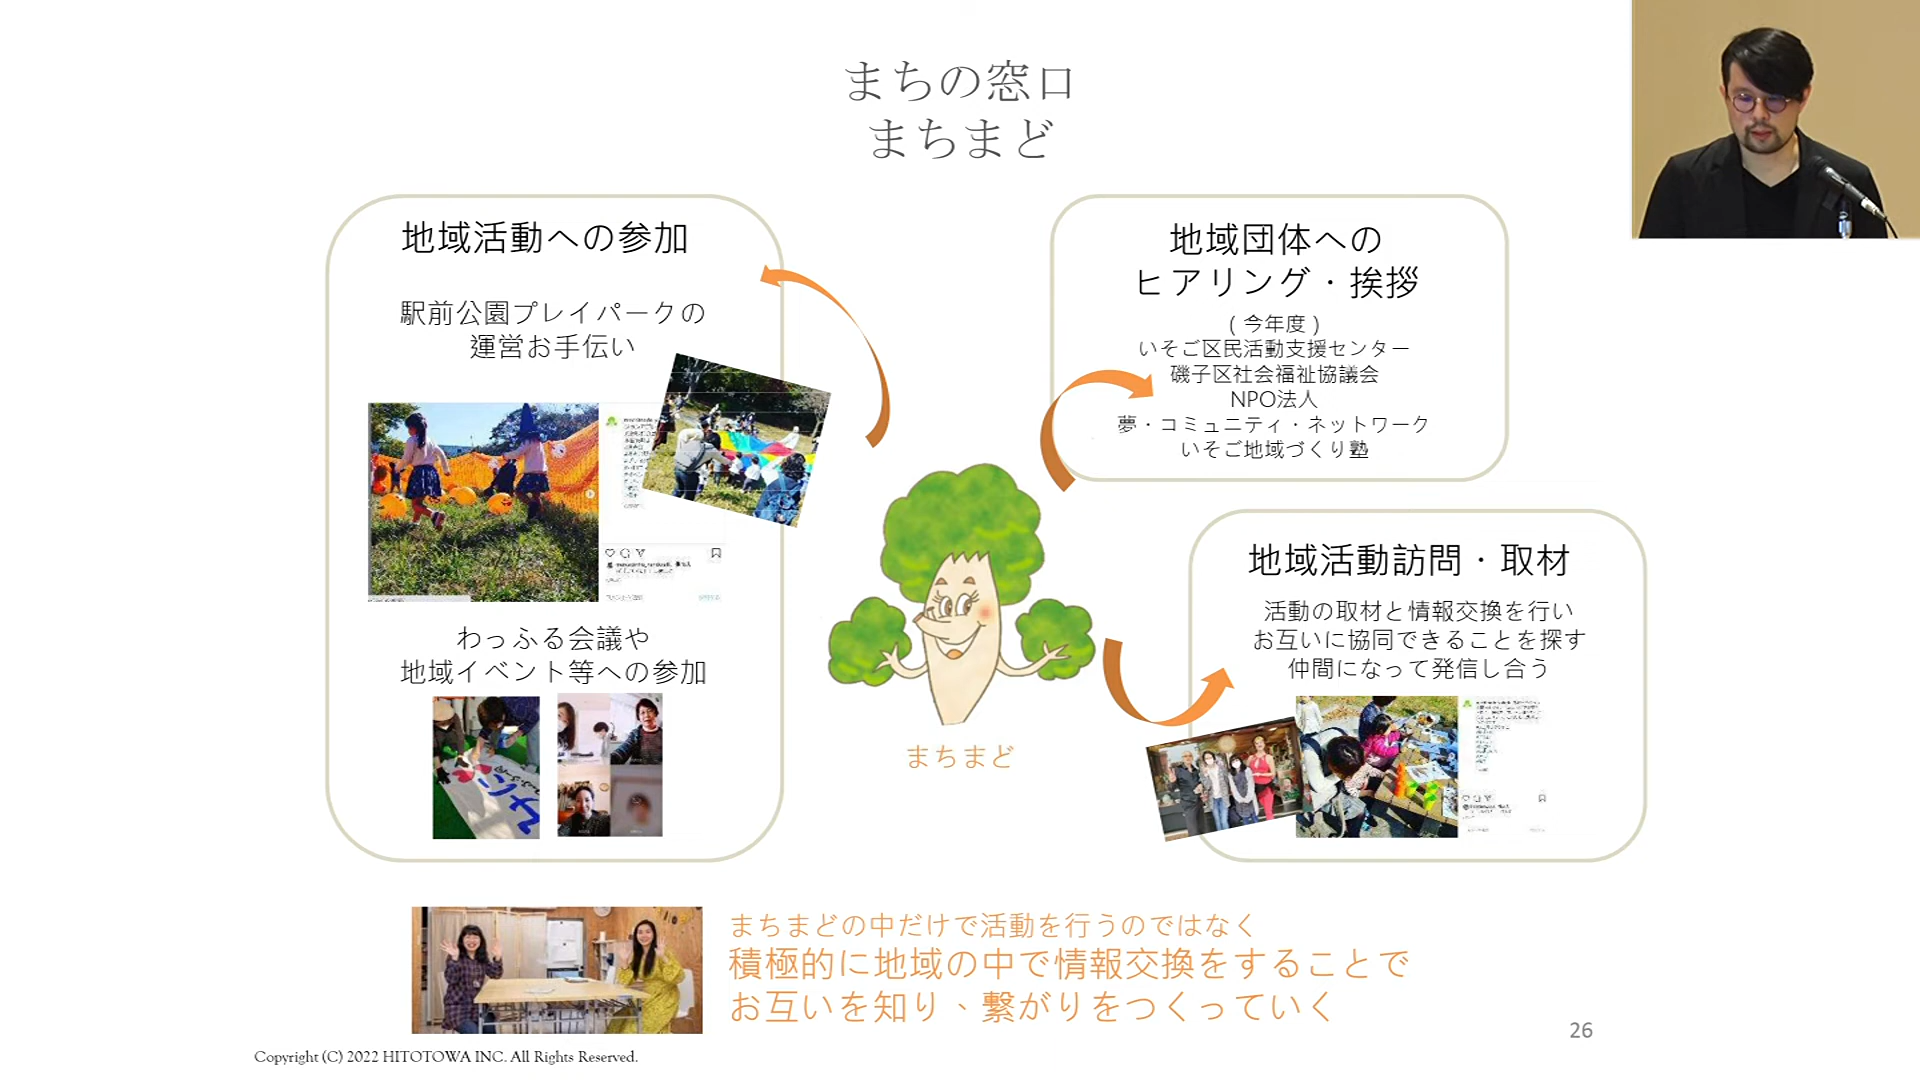 まちの窓口
まちまど
地域活動への参加
駅前公園プレイパークの
運営お手伝い
わっふる会議や
地域イベント等への参加
地域団体への
ヒアリング・挨拶
(今年度)
いそご区民活動支援センター
磯子区社会福祉協議会
NPO法人
夢・コミュニティ・ネットワーク
いそご地域づくり塾
地域活動訪問・取材
活動の取材と情報交換を行い
お互いに協同できることを探す
仲間になって発信し合う
まちまど
まちまどの中だけで活動を行うのではなく
積極的に地域の中で情報交換をすることで
お互いを知り、繋がりをつくっていく
26
Copyright (C) 2022 HITOTOWA INC. All Rights Reserved.